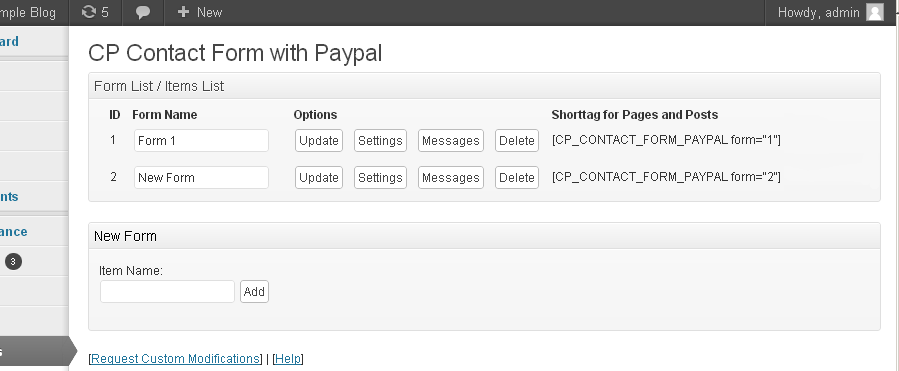 mple Blog 5 New Howdy, admin
ard
CP Contact Form with Paypal
Form List / Items List
ID Form Name Options Shorttag for Pages and Posts
1 Form 1 Update Settings Messages Delete [CP_CONTACT_FORM_PAYPAL form="1"]
2 New Form Update Settings Messages Delete [CP_CONTACT_FORM_PAYPAL form="2"]
nts
ance
New Form
3
Item Name:
Add
s
[Request Custom Modifications] | [Help]